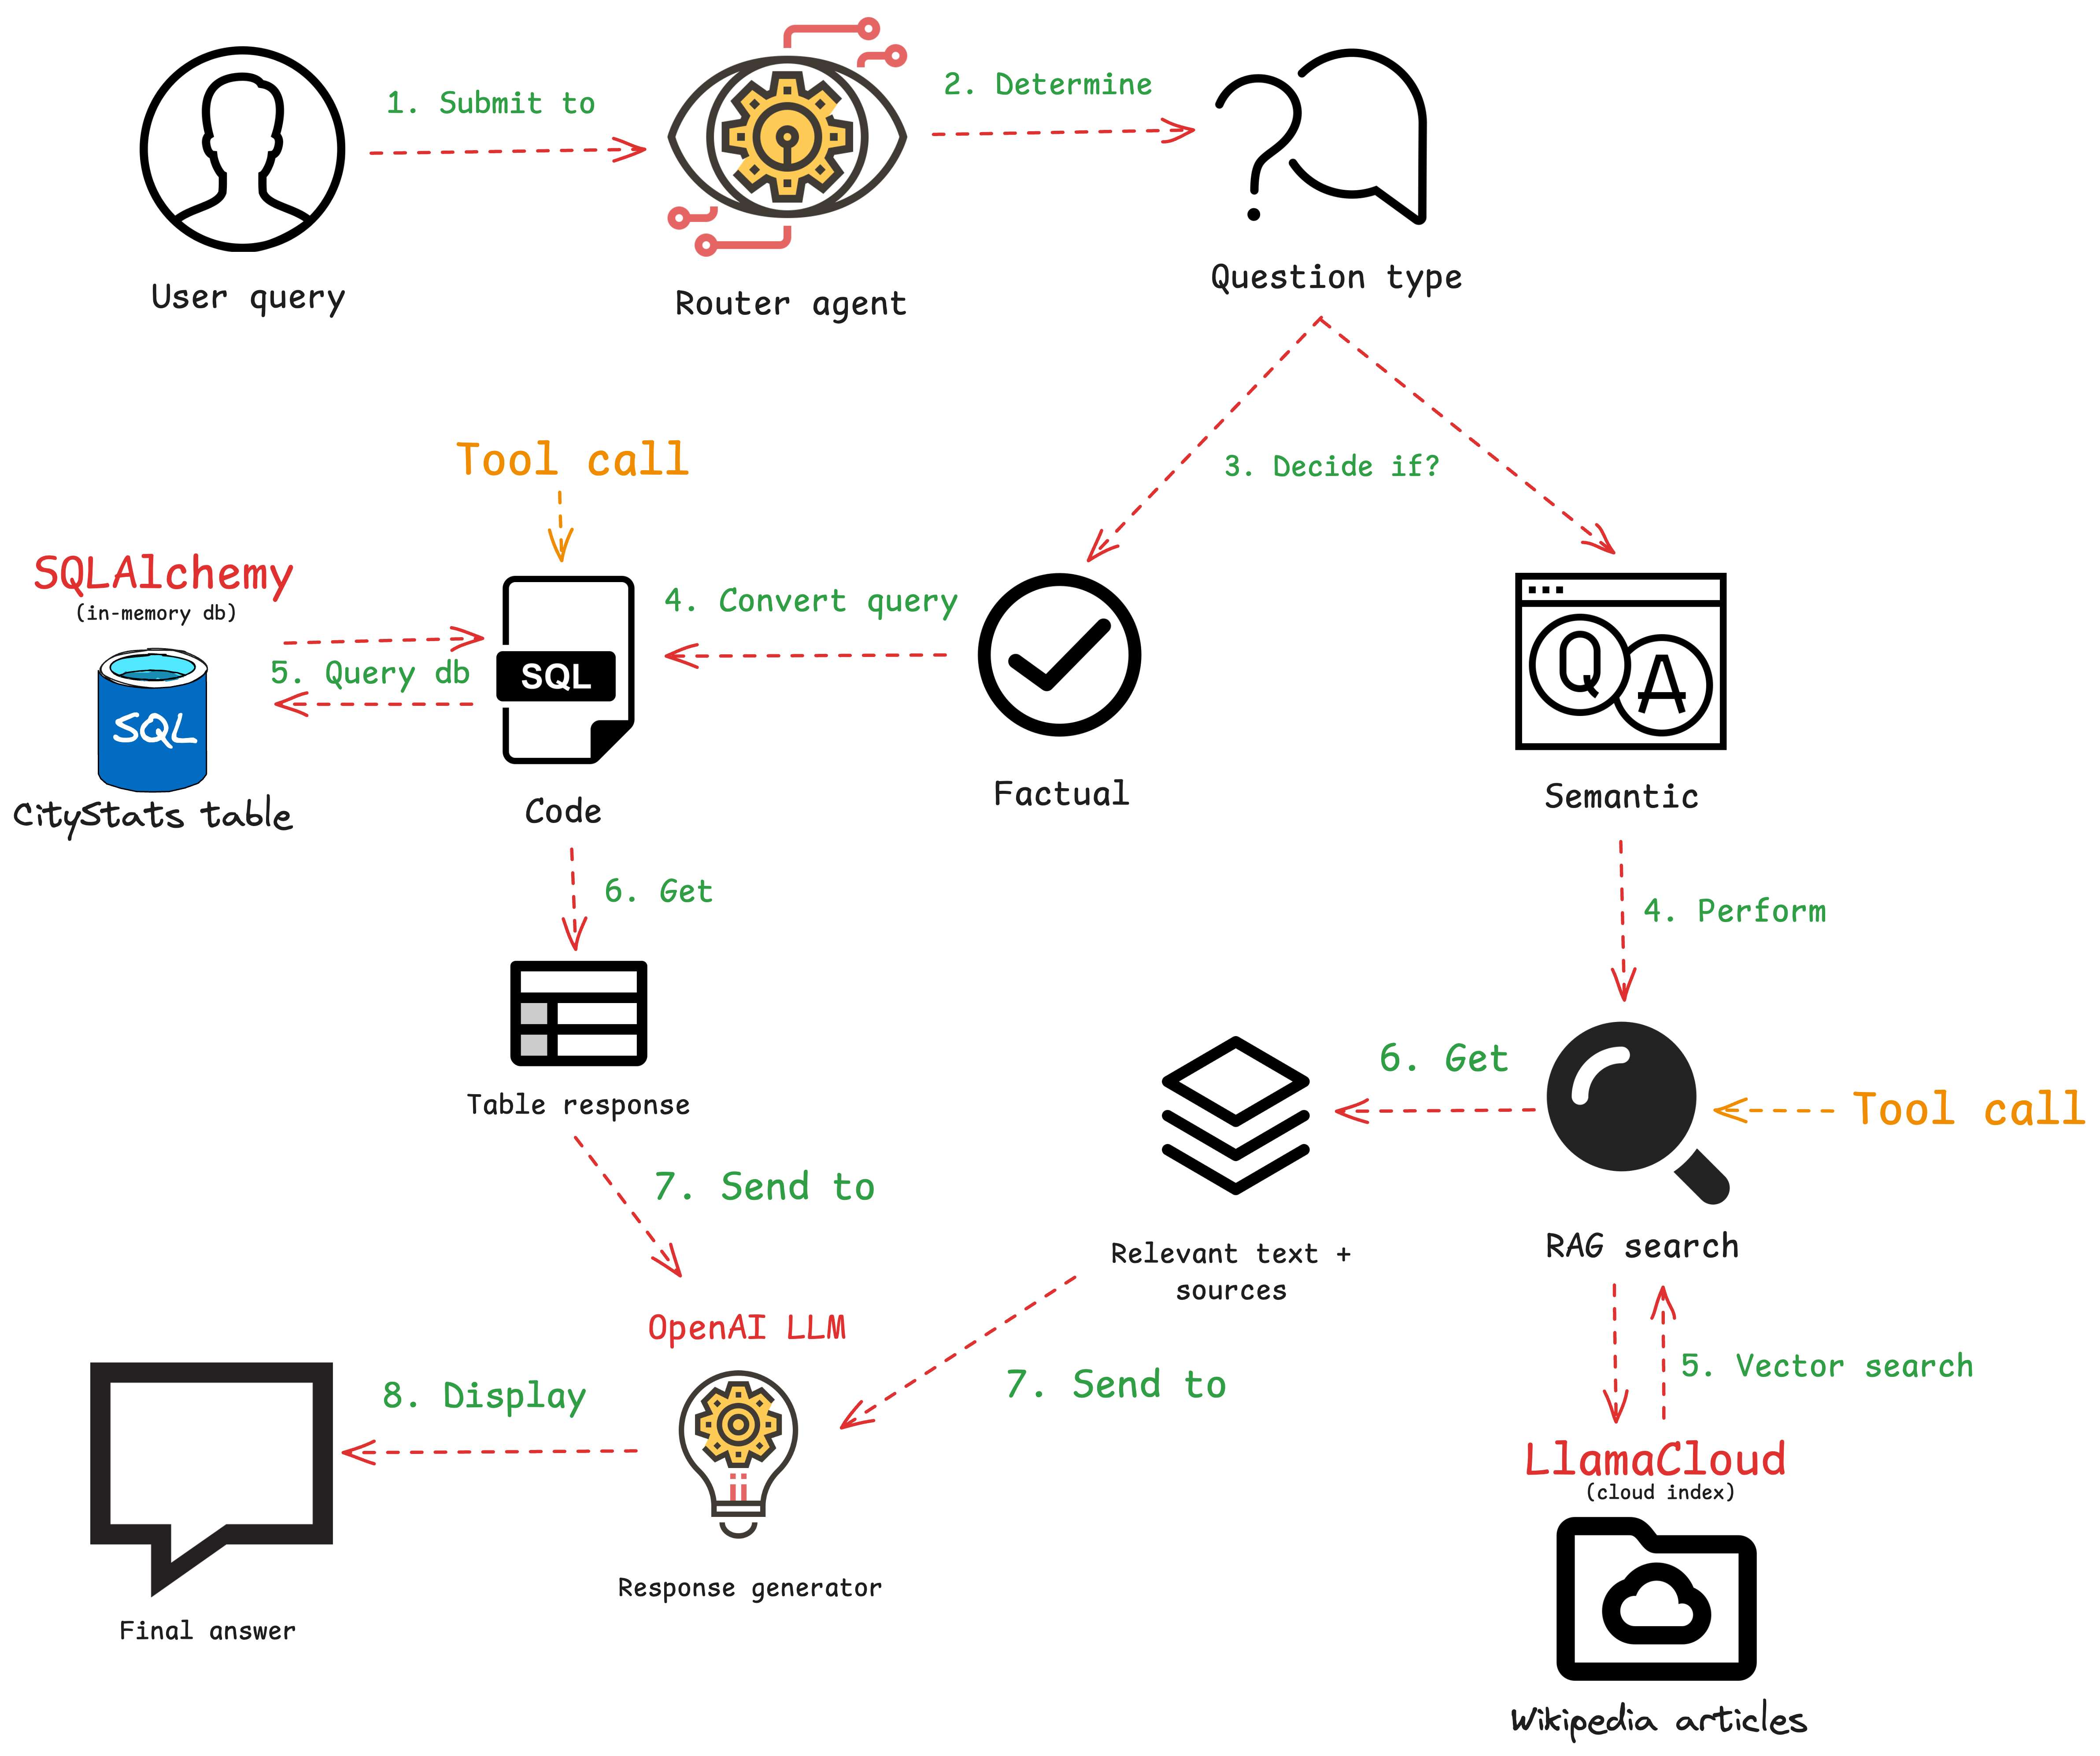 1. Submit to
2. Determine
User query
Router agent
Question type
3. Decide if?
Tool call
SQLAlchemy
(in-memory db)
5. Query db
SQL
CityStats table
SQL
Code
4. Convert query
Factual
Q A
Semantic
6. Get
4. Perform
Table response
7. Send to
6. Get
Tool call
Relevant text +
sources
RAG search
7. Send to
5. Vector search
OpenAI LLM
8. Display
Response generator
Final answer
LlamaCloud
(cloud index)
Wikipedia articles